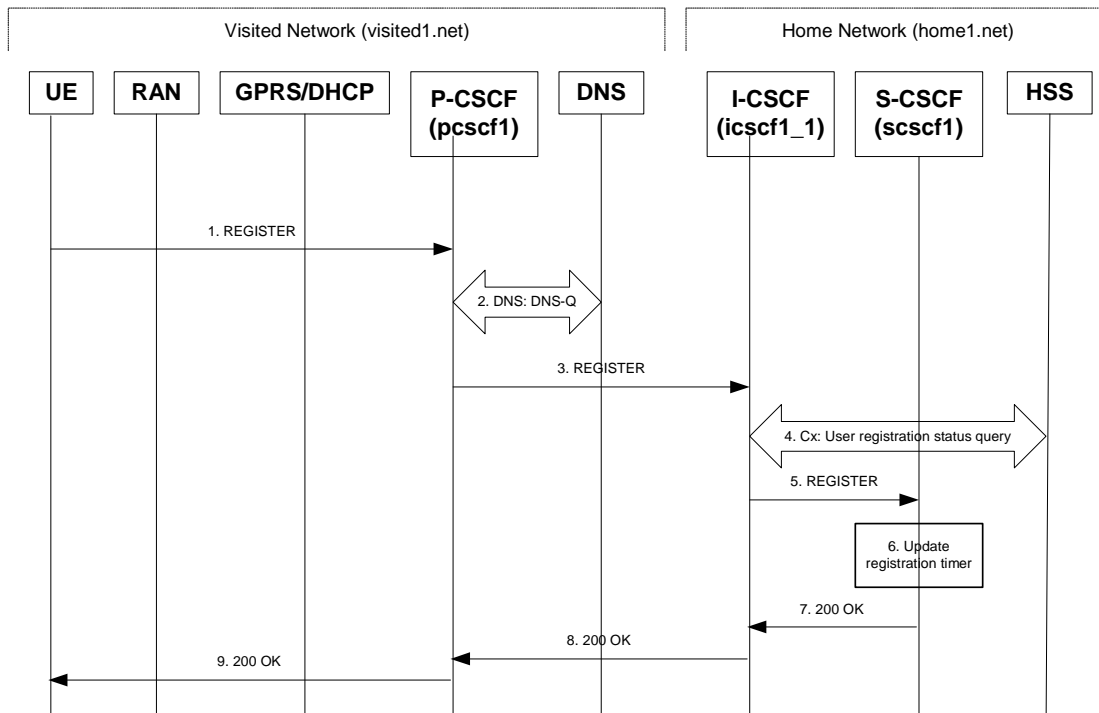 Visited Network (visited1.net)
Home Network (home1.net)
UE
RAN
GPRS/DHCP
P-CSCF
(pcscf1)
DNS
I-CSCF
(icscf1_1)
S-CSCF
(scscf1)
HSS
1. REGISTER
2. DNS: DNS-Q
3. REGISTER
4. Cx: User registration status query
5. REGISTER
6. Update
registration timer
7. 200 OK
8. 200 OK
9. 200 OK